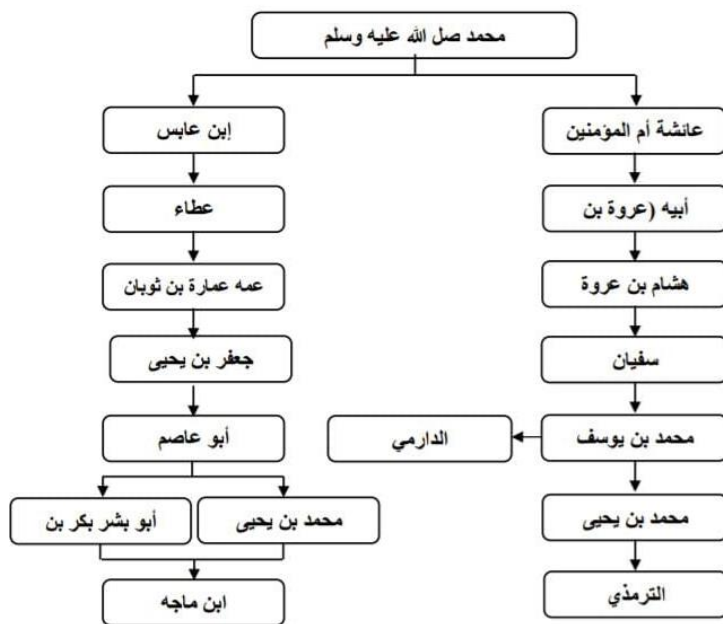 محمد صل الله عليه وسلم
عائشة أم المؤمنين
إبن عابس
أبيه (عروة بن
عطاء
هشام بن عروة
عمه عمارة بن ثوبان
سفيان
جعفر بن يحيى
محمد بن يوسف
الدارمي
أبو عاصم
محمد بن يحيى
محمد بن يحيى
أبو بشر بكر بن
الترمذي
ابن ماجه